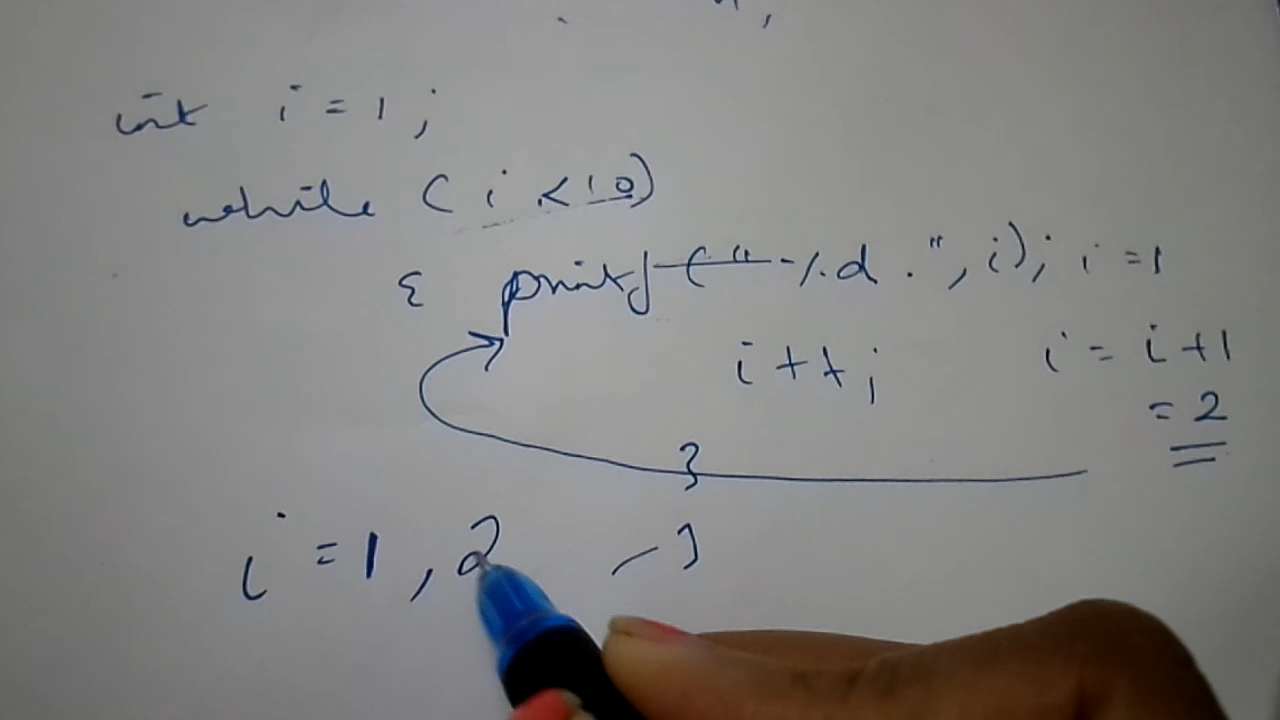 int i = 1 ;
while ( i < 10 )
{ printf ( " % d . " , i ) ; i = 1
i + + ; i = i + 1
= 2
}
i = 1 , 2